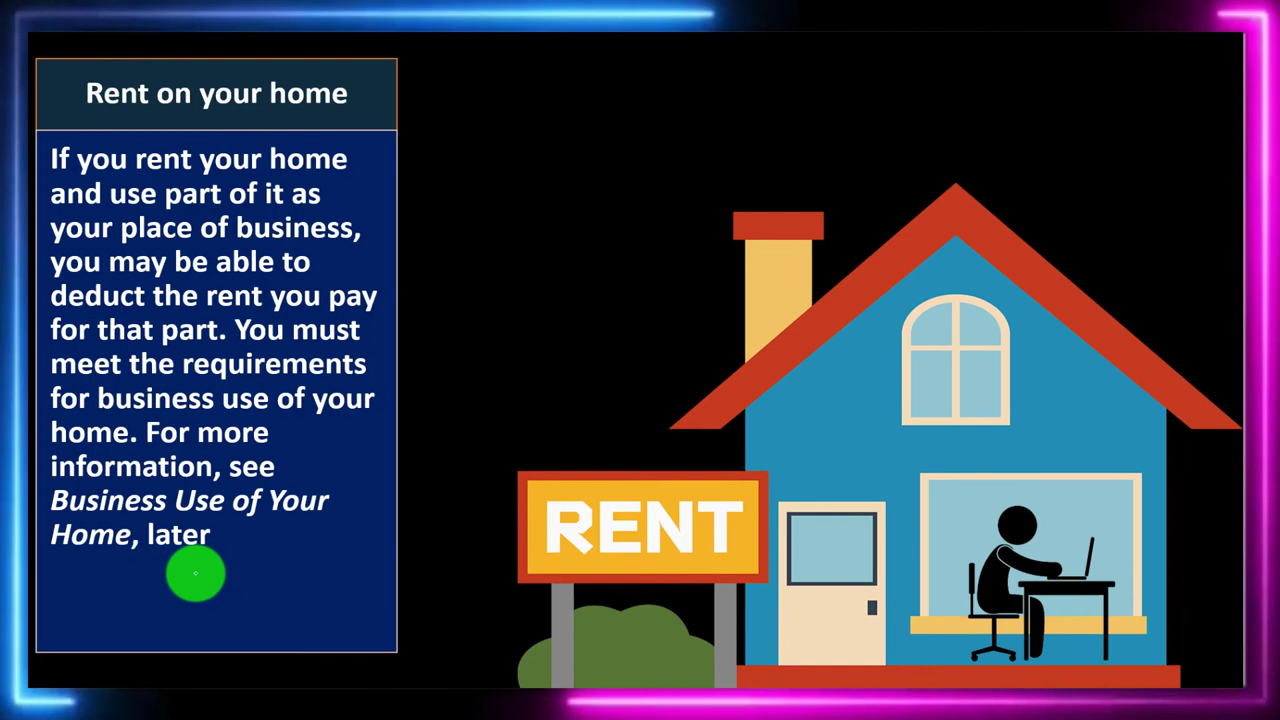 Rent on your home
If you rent your home
and use part of it as
your place of business,
you may be able to
deduct the rent you pay
for that part. You must
meet the requirements
for business use of your
home. For more
information, see
Business Use of Your
Home, later
RENT